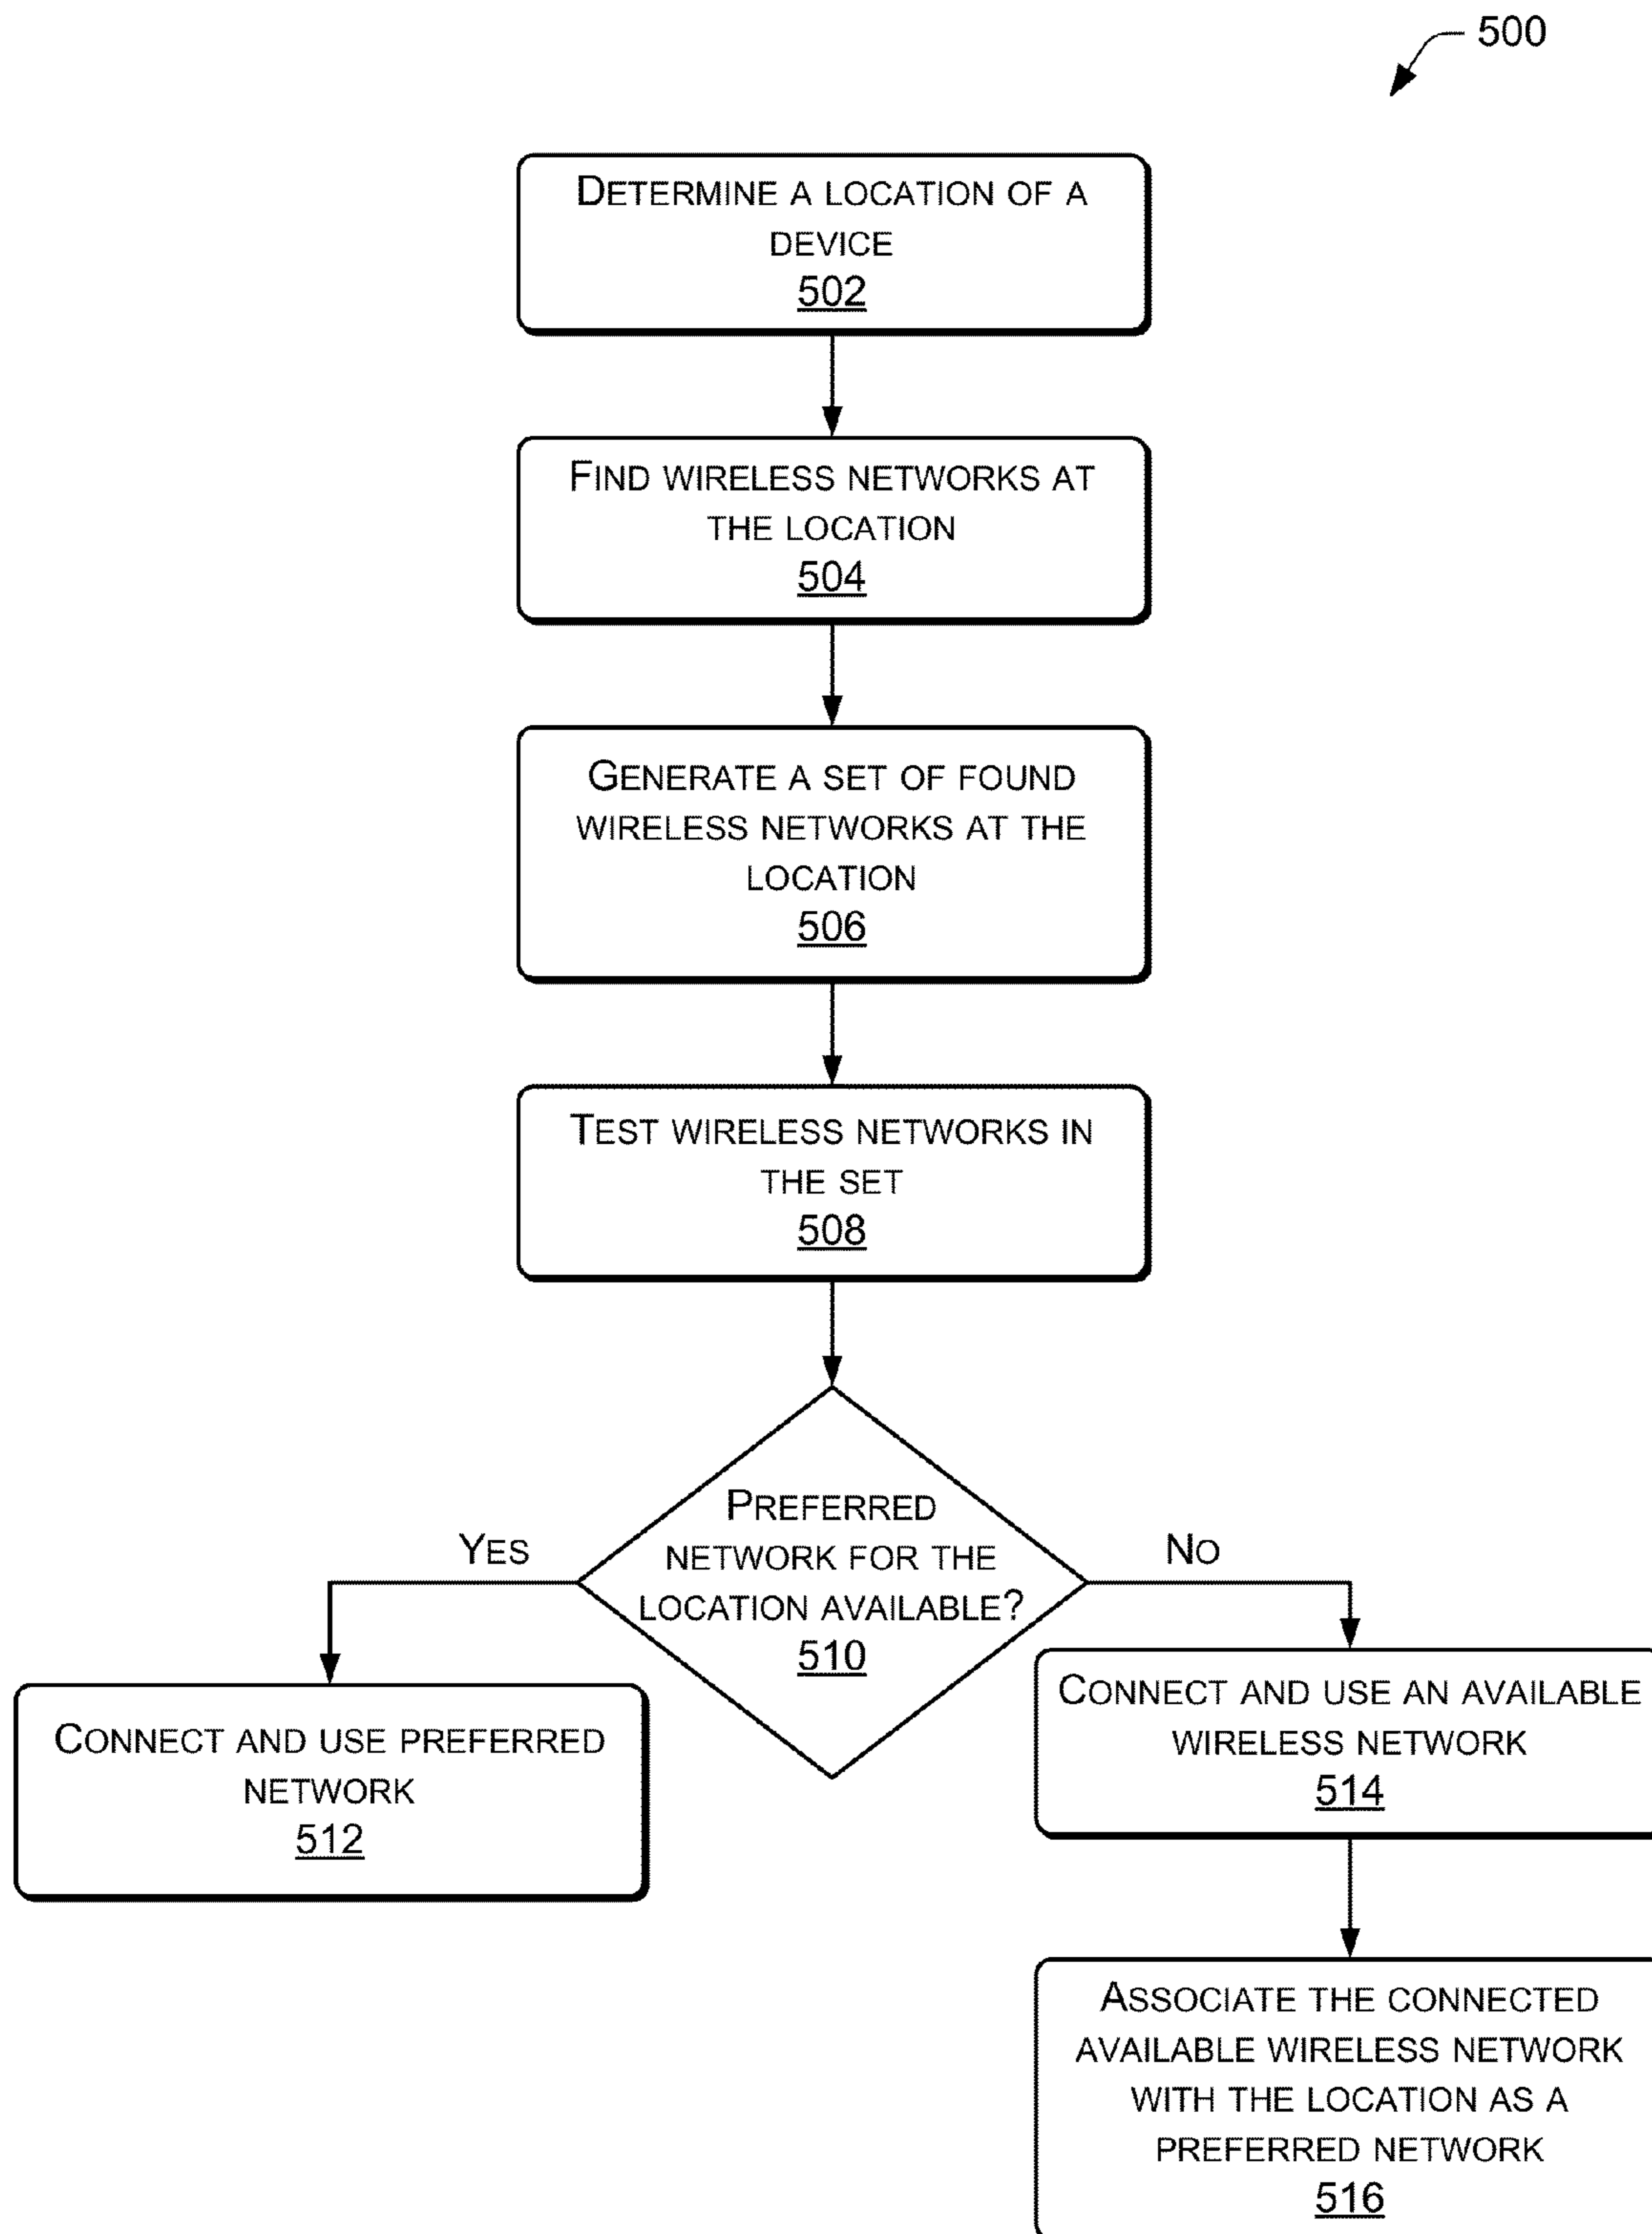 500
DETERMINE A LOCATION OF A
DEVICE
502
FIND WIRELESS NETWORKS AT
THE LOCATION
504
GENERATE A SET OF FOUND
WIRELESS NETWORKS AT THE
LOCATION
506
TEST WIRELESS NETWORKS IN
THE SET
508
PREFERRED
NETWORK FOR THE
LOCATION AVAILABLE?
510
YES
NO
CONNECT AND USE PREFERRED
NETWORK
512
CONNECT AND USE AN AVAILABLE
WIRELESS NETWORK
514
ASSOCIATE THE CONNECTED
AVAILABLE WIRELESS NETWORK
WITH THE LOCATION AS A
PREFERRED NETWORK
516